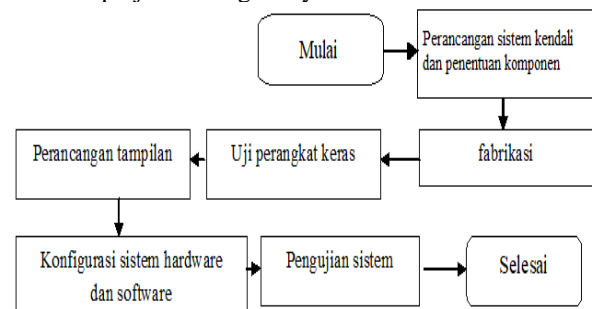 Mulai
Perancangan sistem kendali
dan penentuan komponen
fabrikasi
Uji perangkat keras
Perancangan tampilan
Konfigurasi sistem hardware
dan software
Pengujian sistem
Selesai